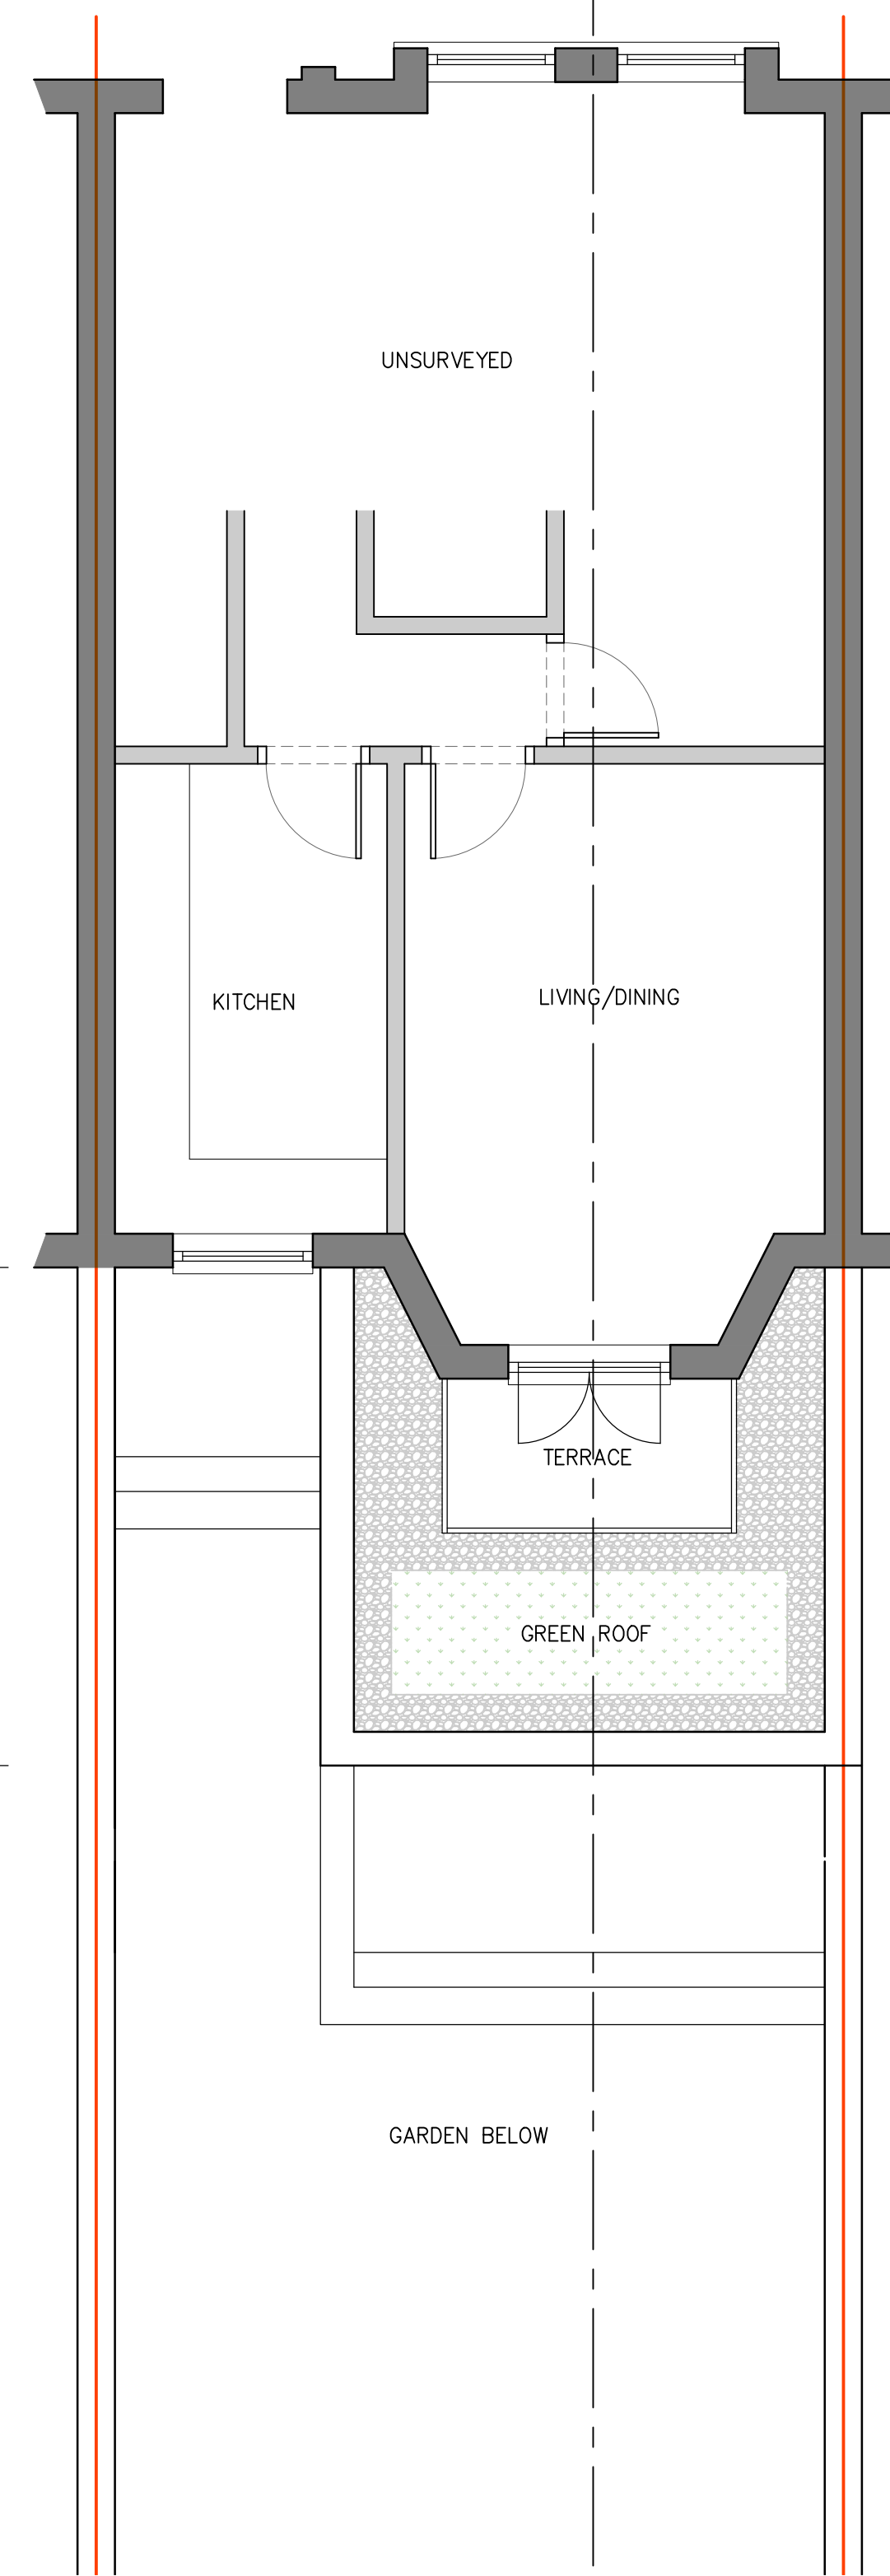 UNSURVEYED
KITCHEN
LIVING/DINING
TERRACE
GREEN ROOF
GARDEN BELOW